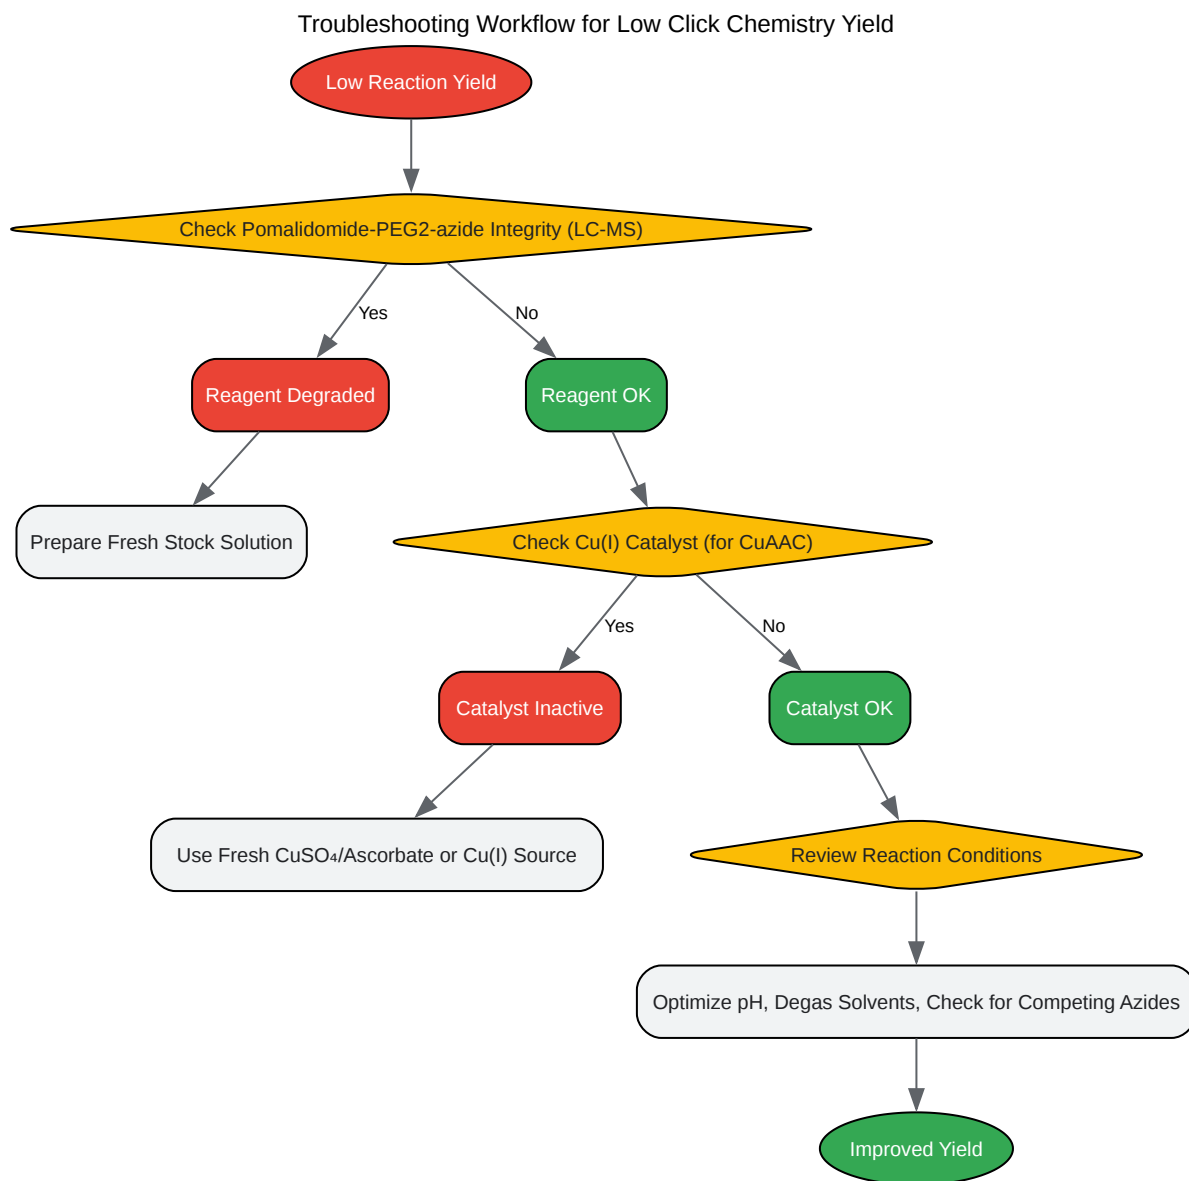 Troubleshooting Workflow for Low Click Chemistry Yield
Low Reaction Yield
Check Pomalidomide-PEG2-azide Integrity (LC-MS)
Yes
No
Reagent Degraded
Reagent OK
Prepare Fresh Stock Solution
Check Cu(I) Catalyst (for CuAAC)
Yes
No
Catalyst Inactive
Catalyst OK
Use Fresh CuSO₄/Ascorbate or Cu(I) Source
Review Reaction Conditions
Optimize pH, Degas Solvents, Check for Competing Azides
Improved Yield